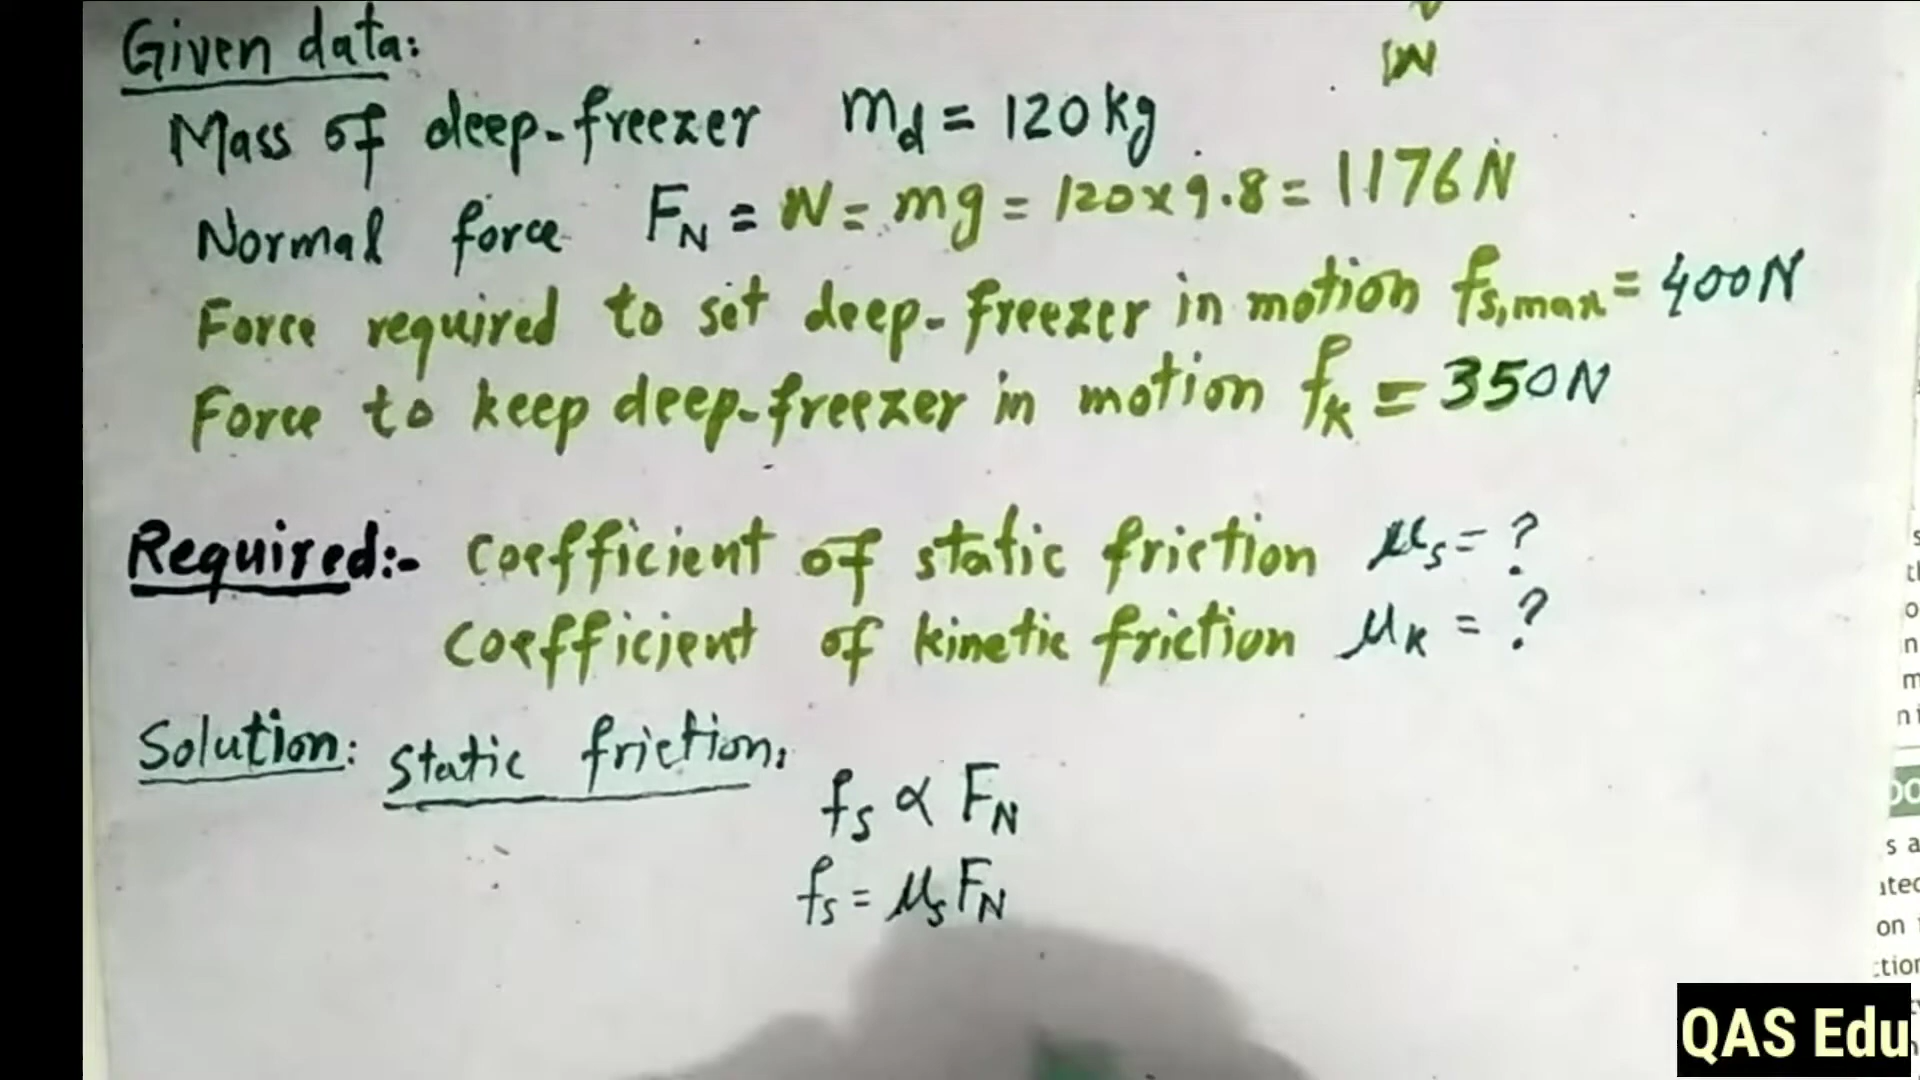 Given data:
W
Mass of deep-freezer m_d = 120 kg
Normal force F_N = W = mg = 120 x 9.8 = 1176 N
Force required to set deep-freezer in motion f_s,max = 400 N
Force to keep deep-freezer in motion f_k = 350 N
Required:- coefficient of static friction μ_s = ?
coefficient of kinetic friction μ_k = ?
Solution: Static friction:
f_s ∝ F_N
f_s = μ_s F_N
QAS Edu